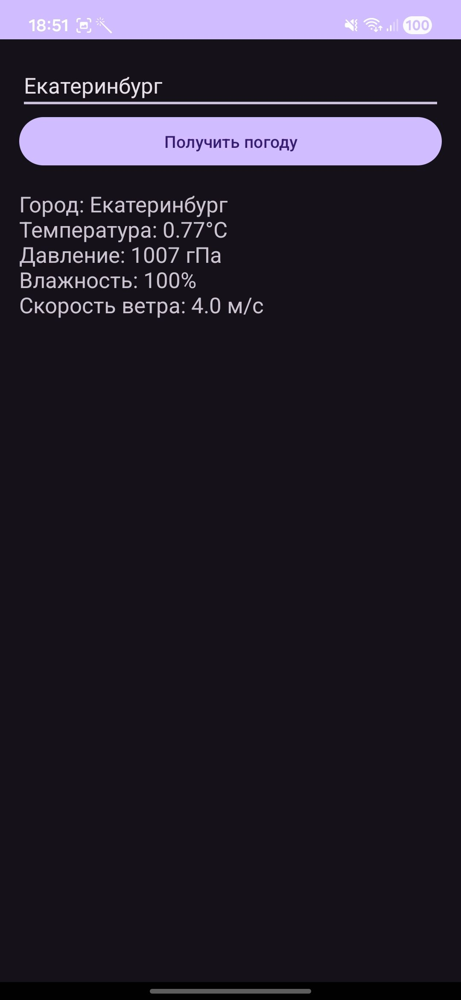 18:51 100
Екатеринбург
Получить погоду
Город: Екатеринбург
Температура: 0.77°C
Давление: 1007 гПа
Влажность: 100%
Скорость ветра: 4.0 м/с